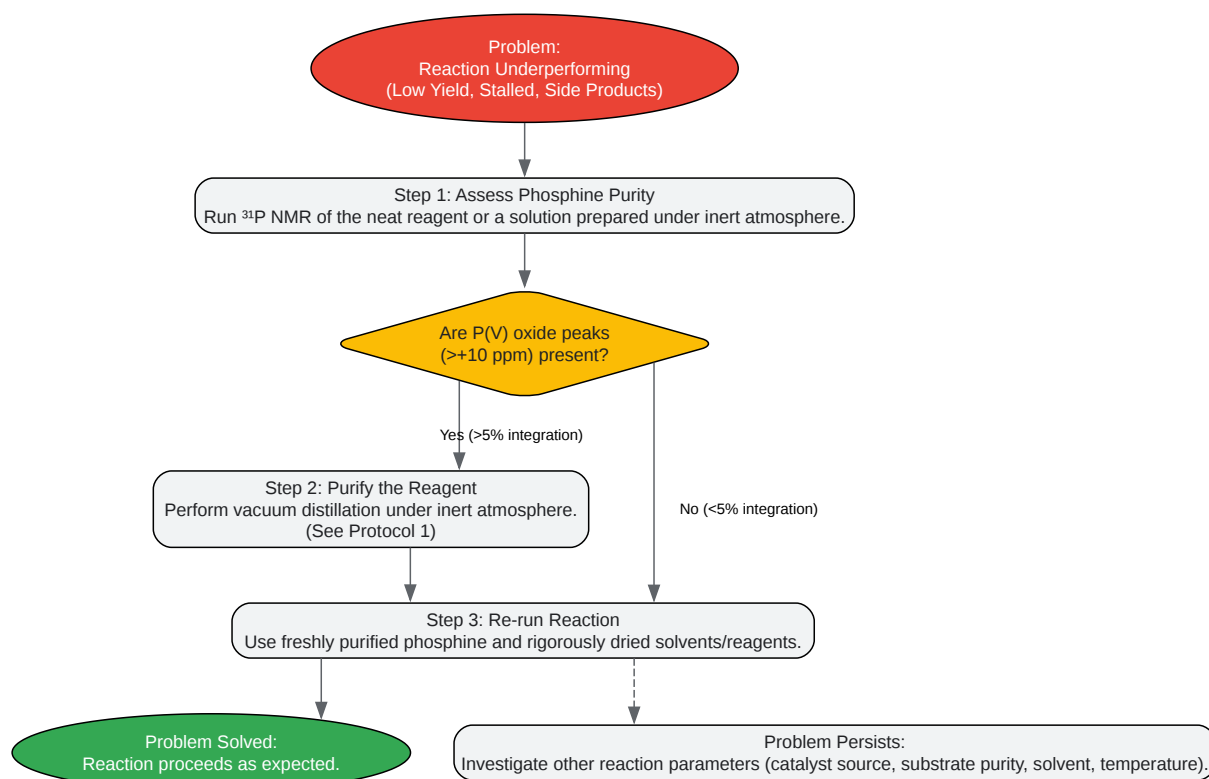 Problem:
Reaction Underperforming
(Low Yield, Stalled, Side Products)
Step 1: Assess Phosphine Purity
Run ³¹P NMR of the neat reagent or a solution prepared under inert atmosphere.
Are P(V) oxide peaks
(>+10 ppm) present?
Yes (>5% integration)
Step 2: Purify the Reagent
Perform vacuum distillation under inert atmosphere.
(See Protocol 1)
No (<5% integration)
Step 3: Re-run Reaction
Use freshly purified phosphine and rigorously dried solvents/reagents.
Problem Solved:
Reaction proceeds as expected.
Problem Persists:
Investigate other reaction parameters (catalyst source, substrate purity, solvent, temperature).